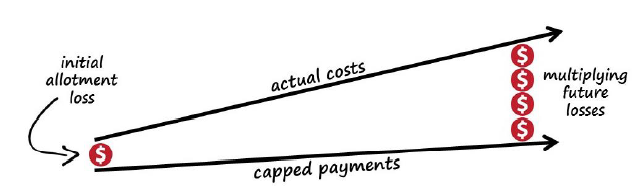 initial
allotment
loss
actual costs
$
$
$
$
$
multiplying
future
losses
capped payments